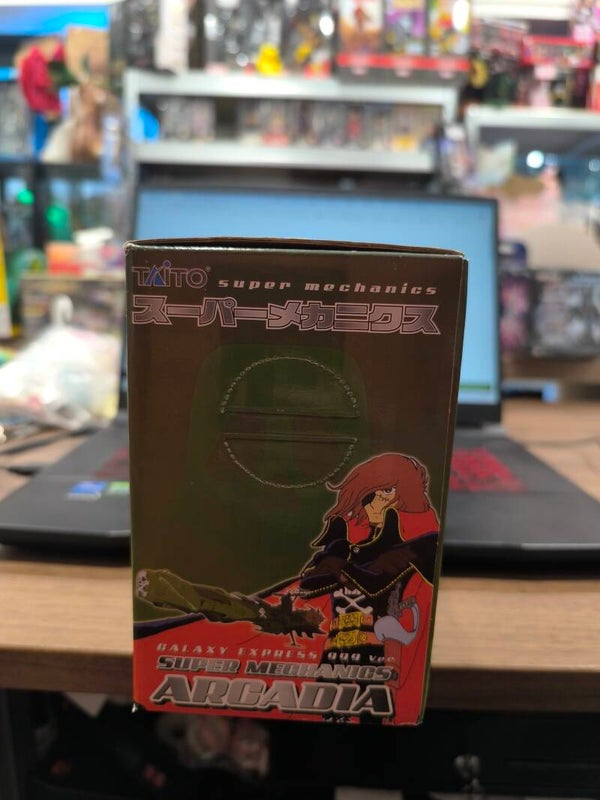 TAITO® super mechanics
スーパーメカニクス
GALAXY EXPRESS 999 Ver.
SUPER MECHANICS
ARCADIA